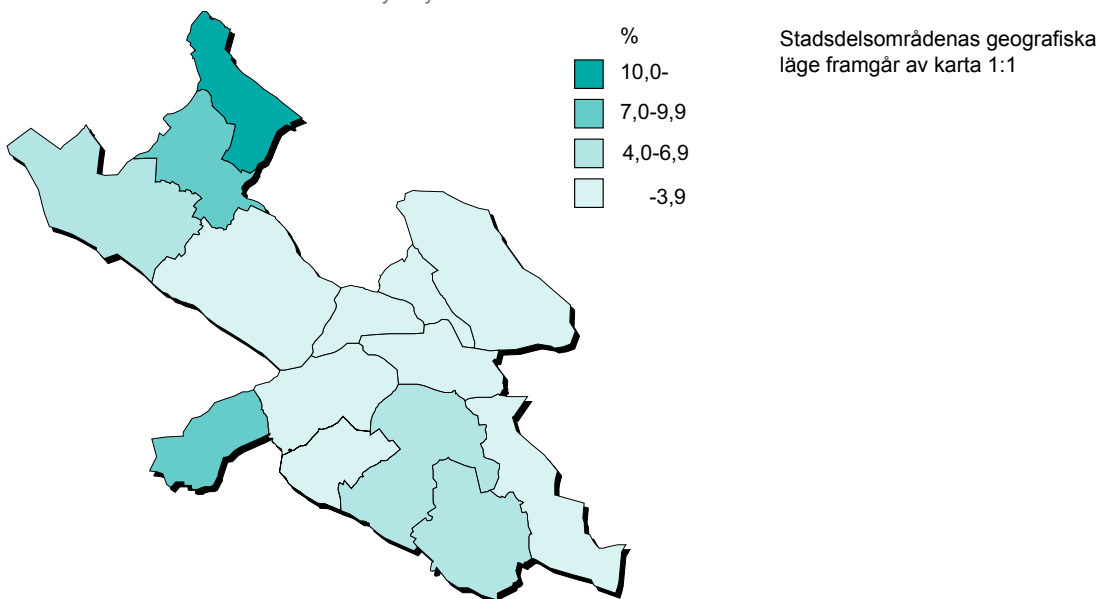 %
10,0-
7,0-9,9
4,0-6,9
-3,9
Stadsdelsområdenas geografiska
läge framgår av karta 1:1